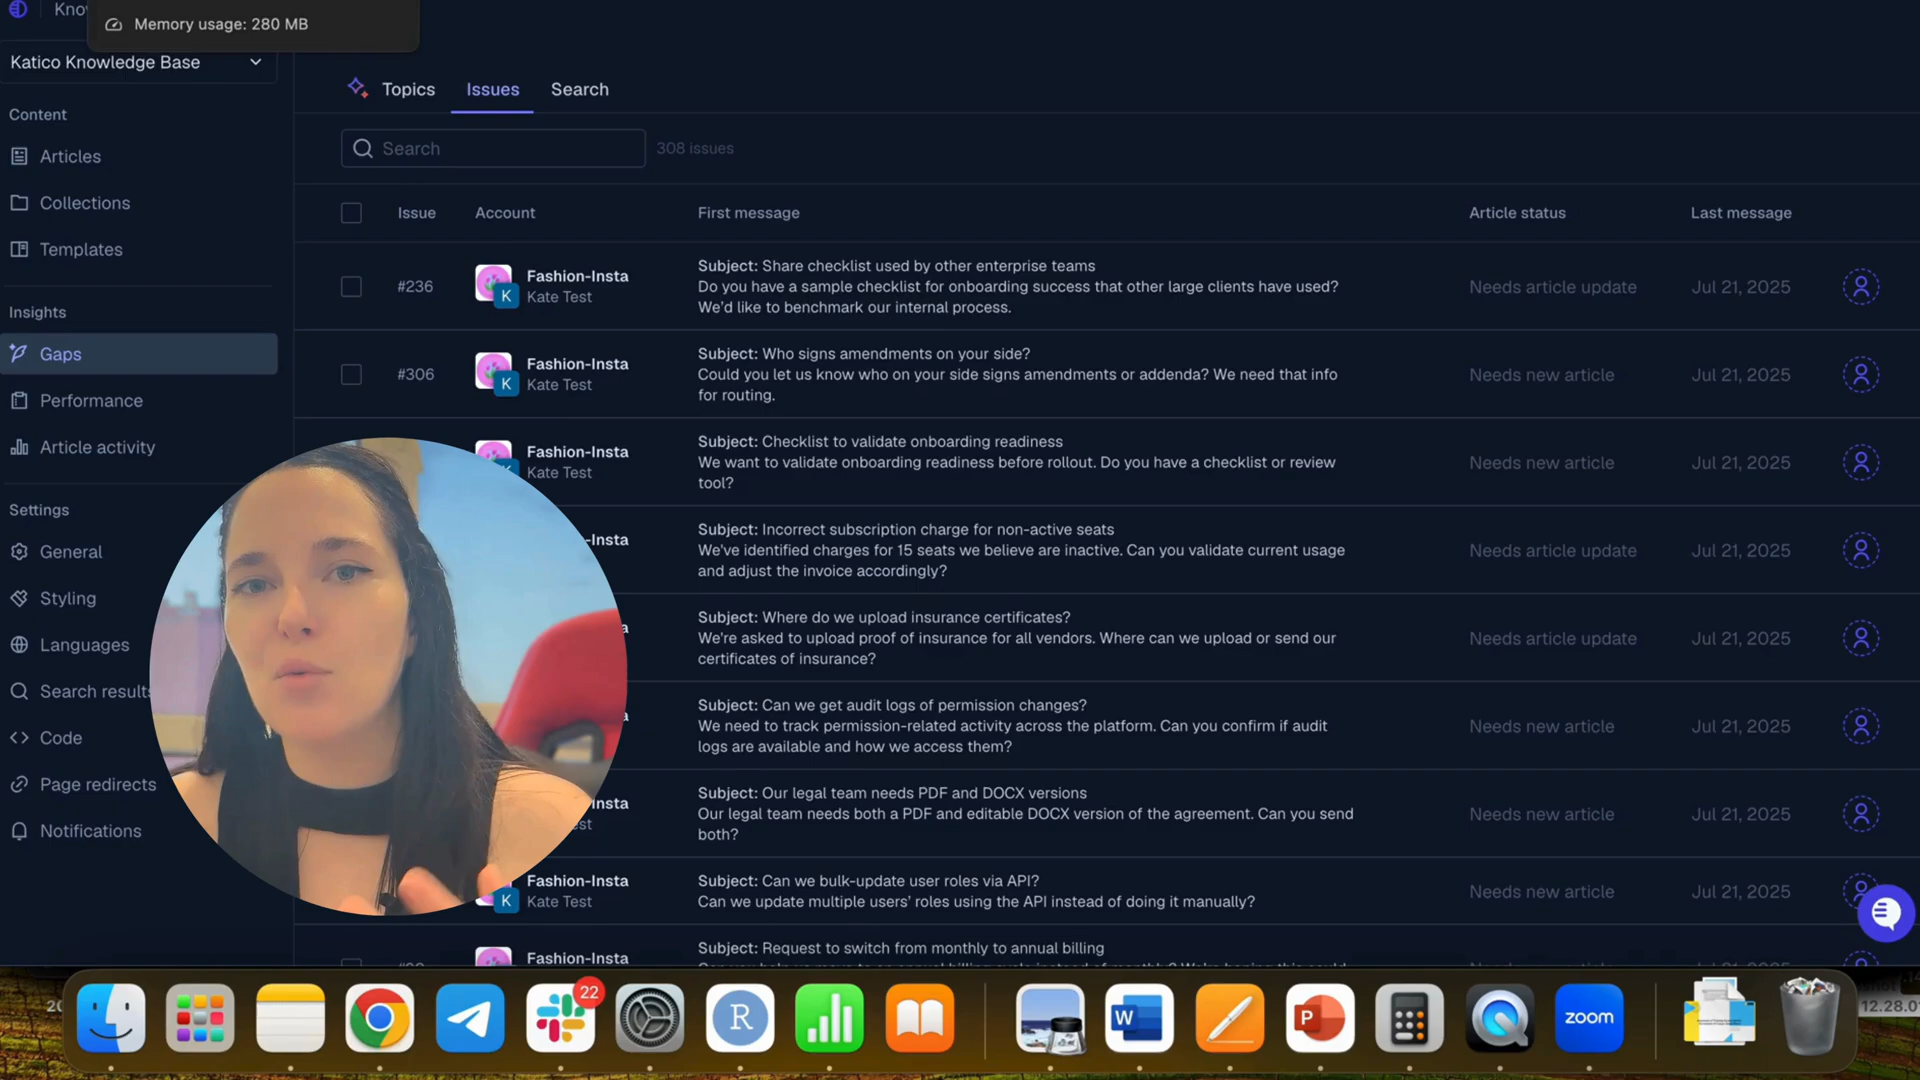 Kno
Memory usage: 280 MB
Katico Knowledge Base
Content
Articles
Collections
Templates
Insights
Gaps
Performance
Article activity
Settings
General
Styling
Languages
Search results
Code
Page redirects
Notifications
Topics Issues Search
Search 308 issues
Issue Account First message Article status Last message
#236 Fashion-Insta
Kate Test
Subject: Share checklist used by other enterprise teams
Do you have a sample checklist for onboarding success that other large clients have used?
We'd like to benchmark our internal process.
Needs article update Jul 21, 2025
#306 Fashion-Insta
Kate Test
K
Subject: Who signs amendments on your side?
Could you let us know who on your side signs amendments or addenda? We need that info
for routing.
Needs new article Jul 21, 2025
Fashion-Insta
Kate Test
Subject: Checklist to validate onboarding readiness
We want to validate onboarding readiness before rollout. Do you have a checklist or review
tool?
Needs new article Jul 21, 2025
-Insta
Subject: Incorrect subscription charge for non-active seats
We've identified charges for 15 seats we believe are inactive. Can you validate current usage
and adjust the invoice accordingly?
Needs article update Jul 21, 2025
Subject: Where do we upload insurance certificates?
We're asked to upload proof of insurance for all vendors. Where can we upload or send our
certificates of insurance?
Needs article update Jul 21, 2025
Subject: Can we get audit logs of permission changes?
We need to track permission-related activity across the platform. Can you confirm if audit
logs are available and how we access them?
Needs new article Jul 21, 2025
Insta
st
Subject: Our legal team needs PDF and DOCX versions
Our legal team needs both a PDF and editable DOCX version of the agreement. Can you send
both?
Needs new article Jul 21, 2025
Fashion-Insta
Kate Test
K
Subject: Can we bulk-update user roles via API?
Can we update multiple users' roles using the API instead of doing it manually?
Needs new article Jul 21, 2025
Fashion-Insta
Subject: Request to switch from monthly to annual billing
22
R
W
P
zoom
20
12.28.0